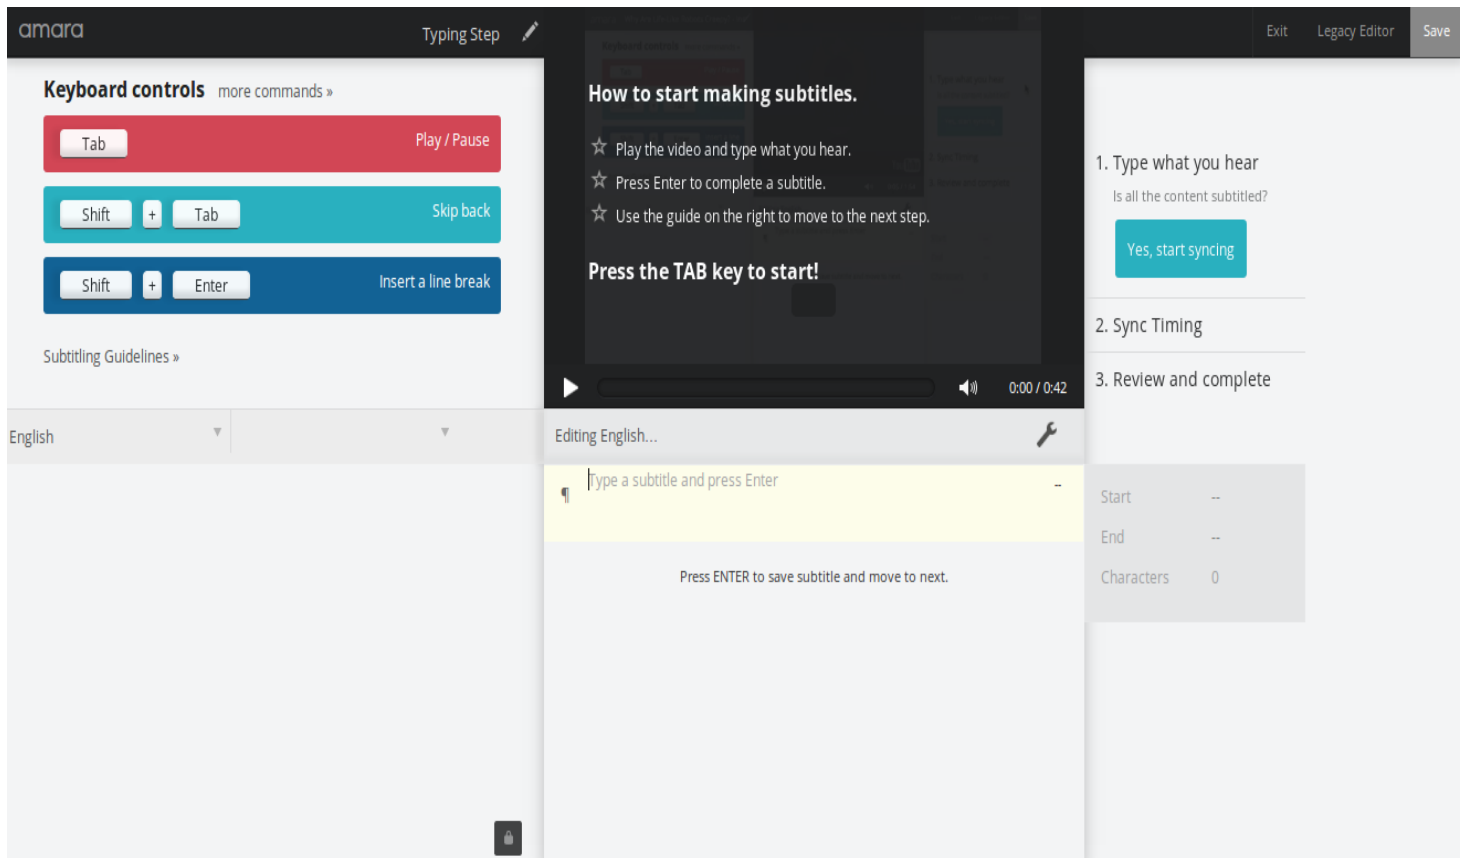 amara
Typing Step
Exit
Legacy Editor
Save
Keyboard controls more commands »
Tab
Play / Pause
Shift + Tab
Skip back
Shift + Enter
Insert a line break
Subtitling Guidelines »
How to start making subtitles.
☆ Play the video and type what you hear.
☆ Press Enter to complete a subtitle.
☆ Use the guide on the right to move to the next step.
Press the TAB key to start!
0:00 / 0:42
1. Type what you hear
Is all the content subtitled?
Yes, start syncing
2. Sync Timing
3. Review and complete
English
Editing English...
¶ Type a subtitle and press Enter --
Press ENTER to save subtitle and move to next.
Start --
End --
Characters 0